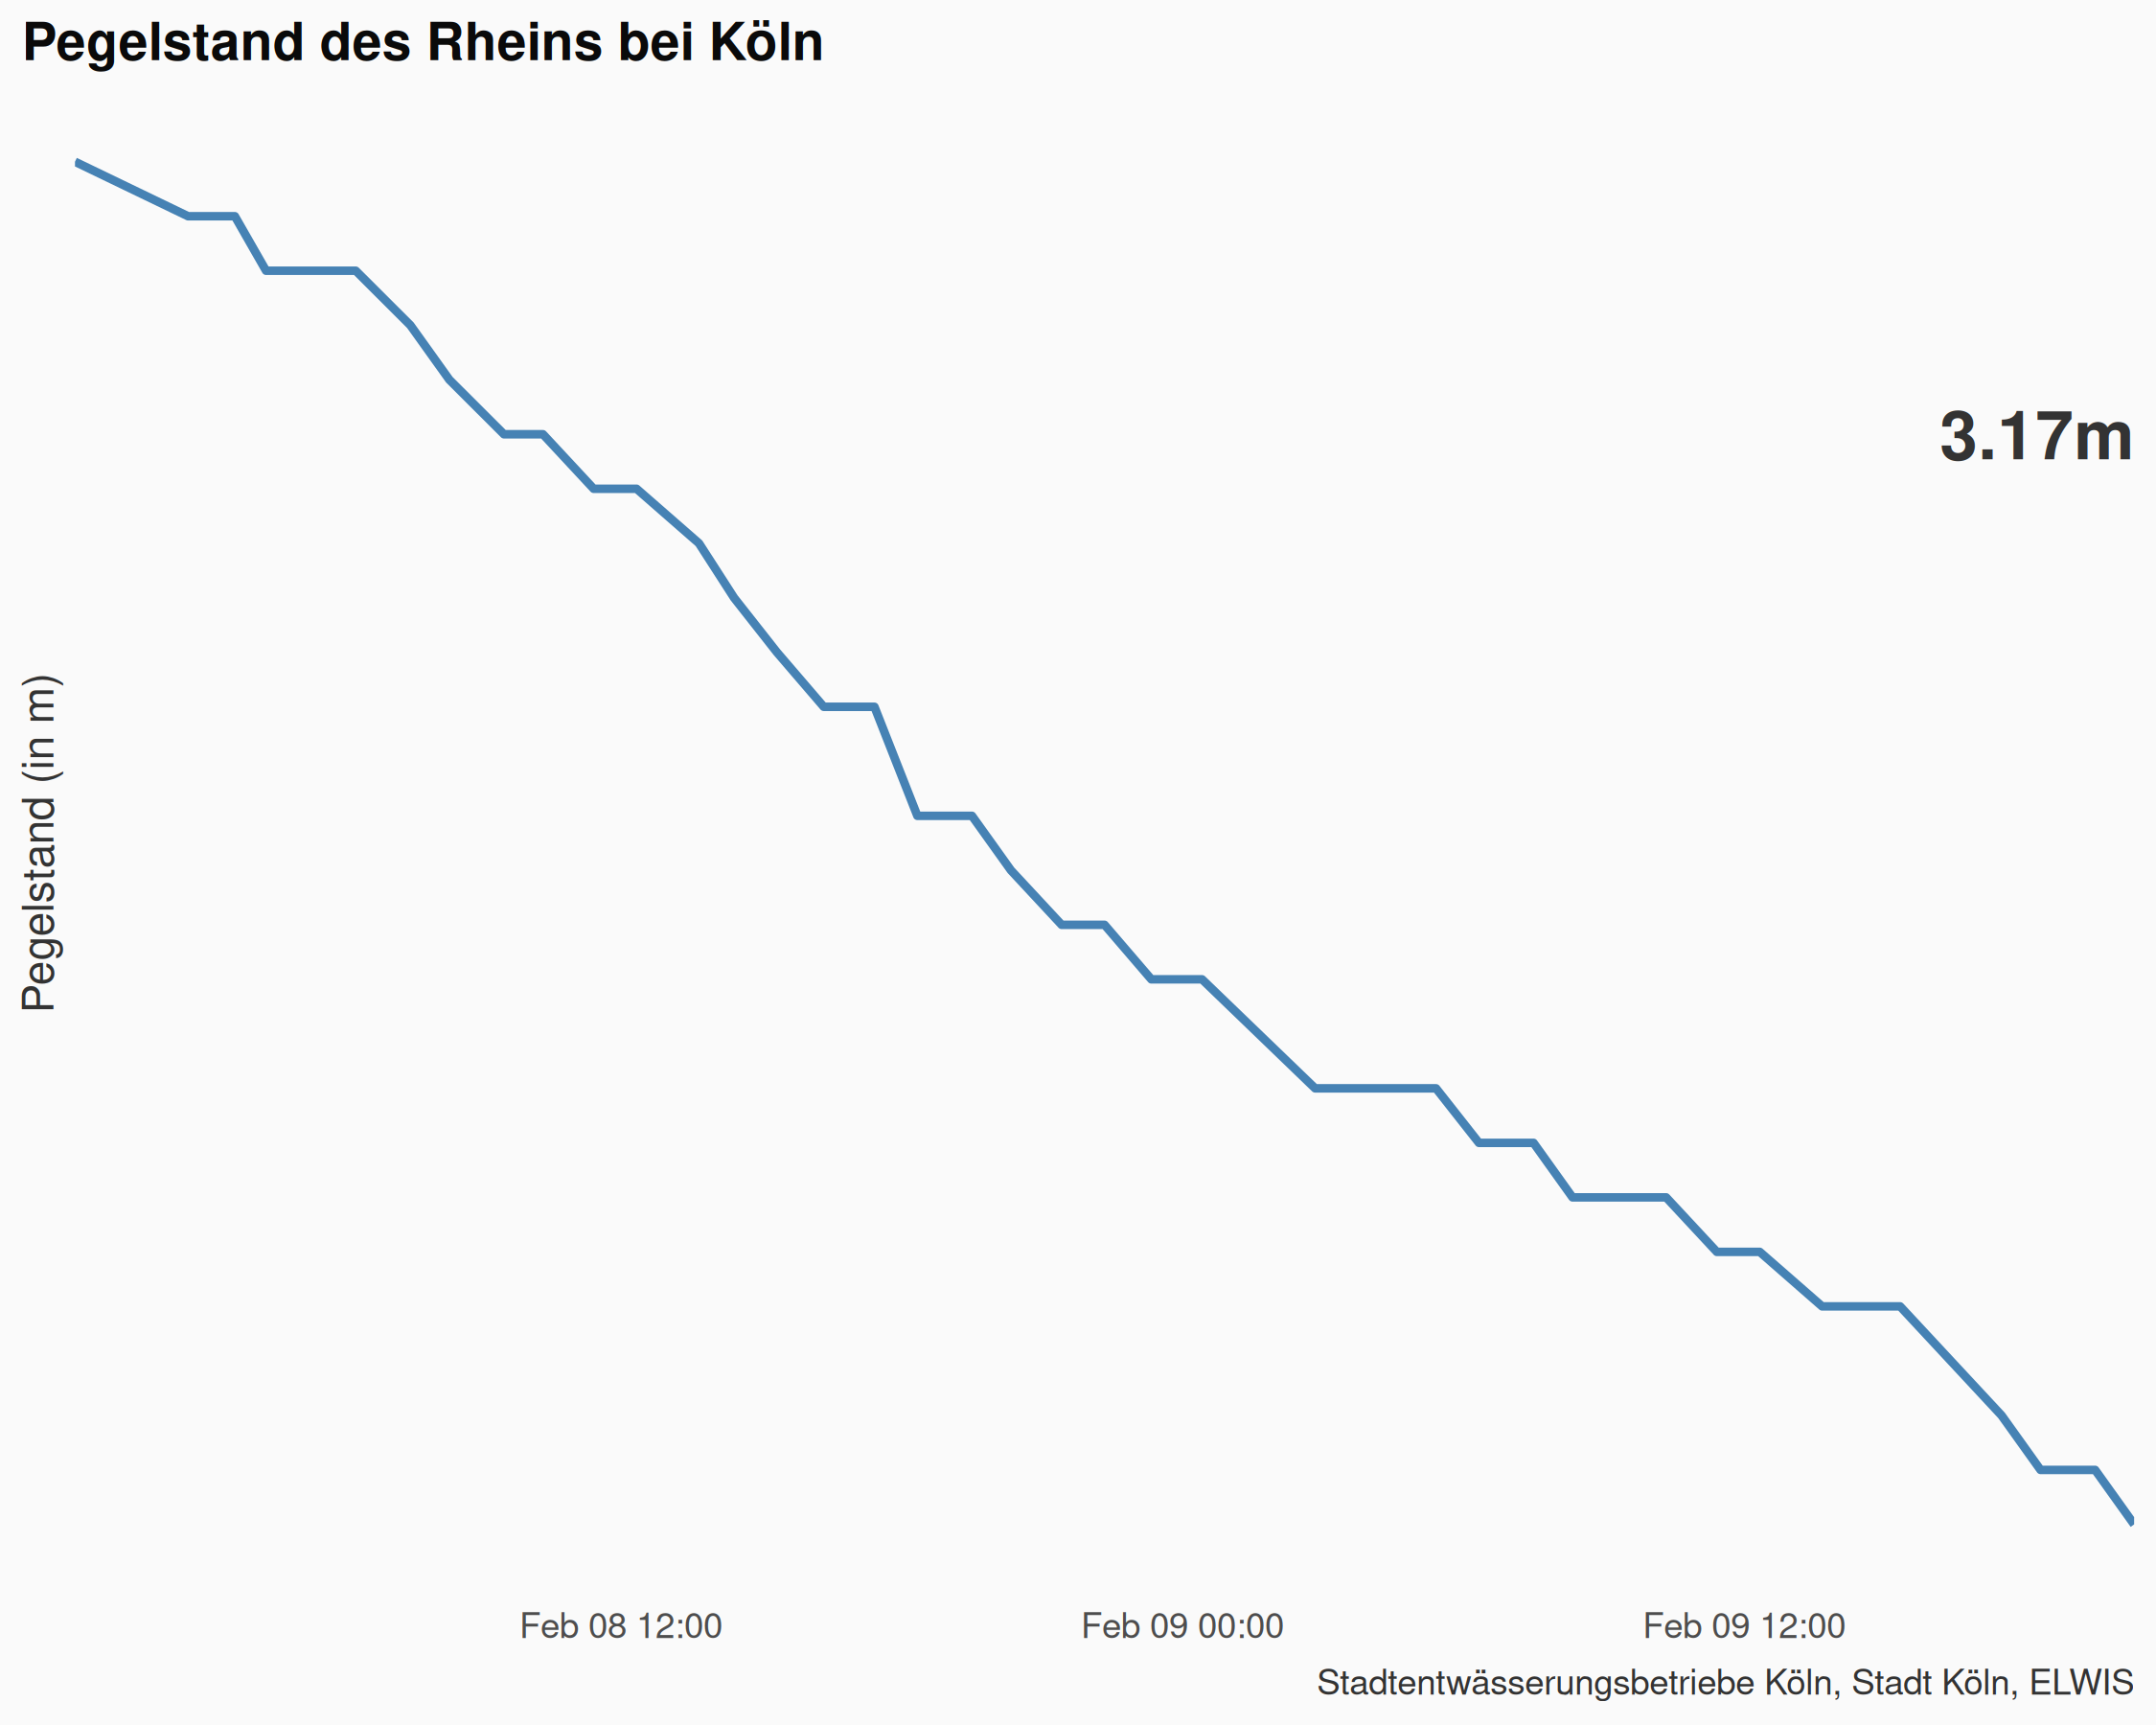 Pegelstand des Rheins bei Köln
3.17m
Pegelstand (in m)
Feb 08 12:00
Feb 09 00:00
Feb 09 12:00
Stadtentwässerungsbetriebe Köln, Stadt Köln, ELWIS